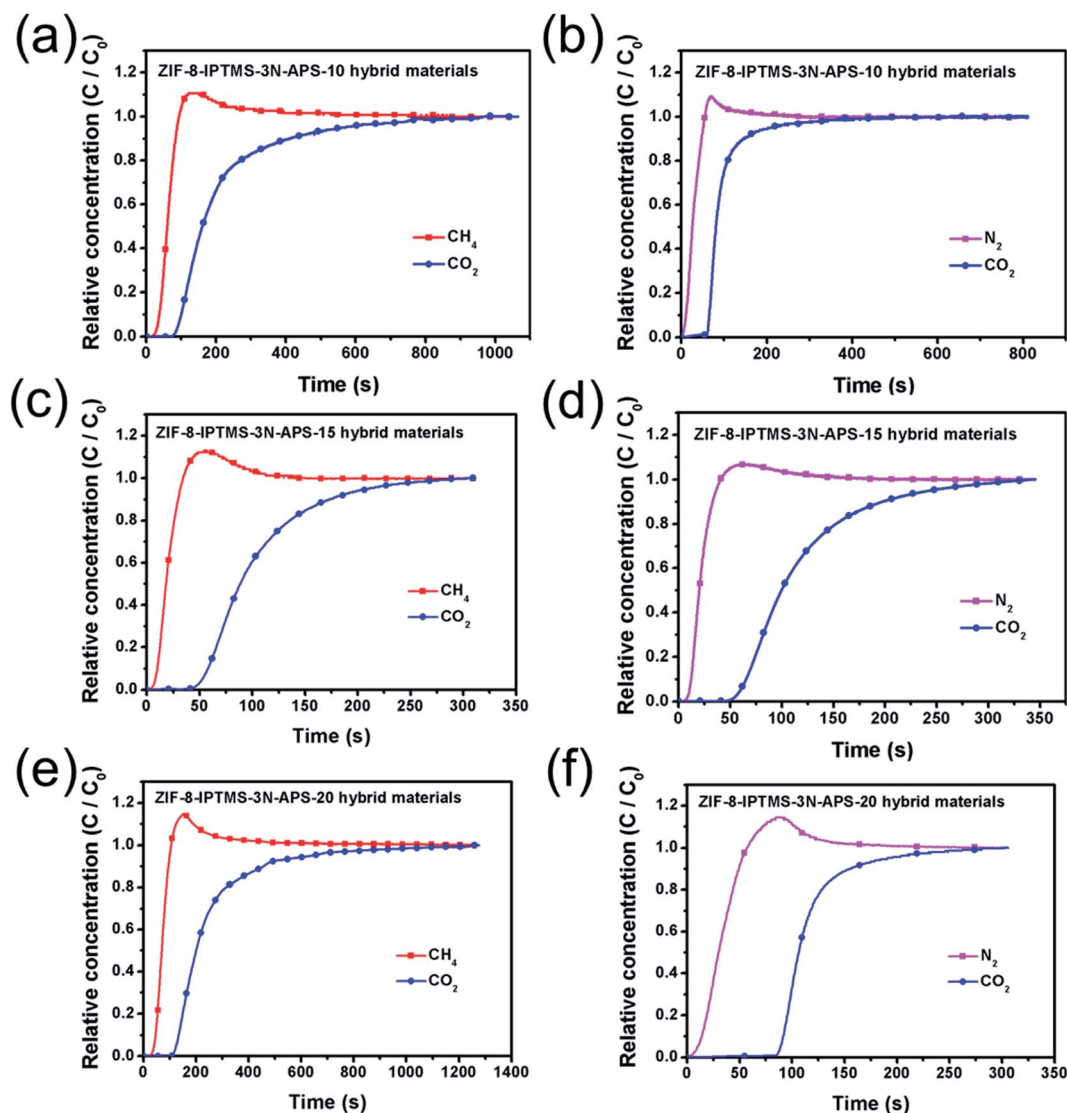 (a)
ZIF-8-IPTMS-3N-APS-10 hybrid materials
Relative concentration (C / C₀)
1.2
1.0
0.8
0.6
0.4
0.2
0.0
CH₄
CO₂
0 200 400 600 800 1000
Time (s)
(b)
ZIF-8-IPTMS-3N-APS-10 hybrid materials
Relative concentration (C / C₀)
1.2
1.0
0.8
0.6
0.4
0.2
0.0
N₂
CO₂
0 200 400 600 800
Time (s)
(c)
ZIF-8-IPTMS-3N-APS-15 hybrid materials
Relative concentration (C / C₀)
1.2
1.0
0.8
0.6
0.4
0.2
0.0
CH₄
CO₂
0 50 100 150 200 250 300 350
Time (s)
(d)
ZIF-8-IPTMS-3N-APS-15 hybrid materials
Relative concentration (C / C₀)
1.2
1.0
0.8
0.6
0.4
0.2
0.0
N₂
CO₂
0 50 100 150 200 250 300 350
Time (s)
(e)
ZIF-8-IPTMS-3N-APS-20 hybrid materials
Relative concentration (C / C₀)
1.2
1.0
0.8
0.6
0.4
0.2
0.0
CH₄
CO₂
0 200 400 600 800 1000 1200 1400
Time (s)
(f)
ZIF-8-IPTMS-3N-APS-20 hybrid materials
Relative concentration (C / C₀)
1.2
1.0
0.8
0.6
0.4
0.2
0.0
N₂
CO₂
0 50 100 150 200 250 300 350
Time (s)